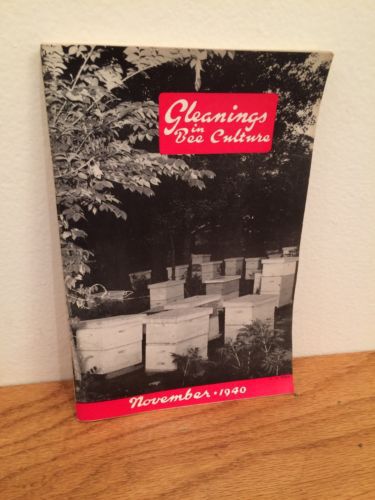 Gleanings
in
Bee Culture
November • 1940